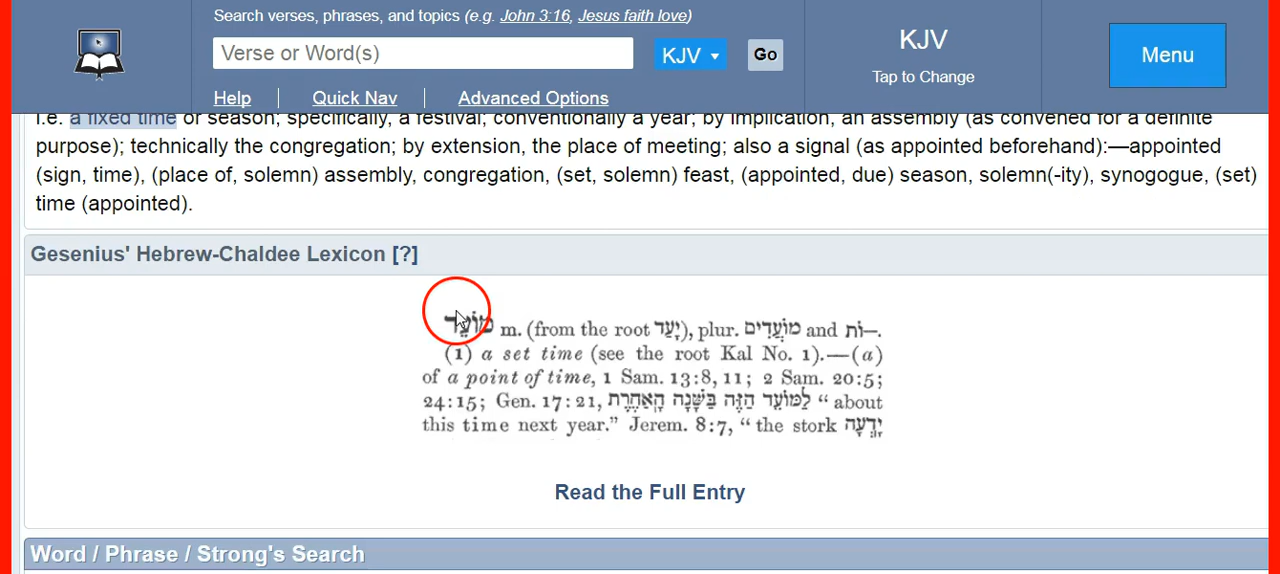 Search verses, phrases, and topics (e.g. John 3:16, Jesus faith love)
Verse or Word(s)
KJV
Go
Help
Quick Nav
Advanced Options
KJV
Tap to Change
Menu
i.e. a fixed time or season; specifically, a festival; conventionally a year; by implication, an assembly (as convened for a definite
purpose); technically the congregation; by extension, the place of meeting; also a signal (as appointed beforehand):—appointed
(sign, time), (place of, solemn) assembly, congregation, (set, solemn) feast, (appointed, due) season, solemn(-ity), synogogue, (set)
time (appointed).
Gesenius' Hebrew-Chaldee Lexicon [?]
מוֹעֵד m. (from the root יָעַד), plur. מוֹעֲדִים and וֹת—.
(1) a set time (see the root Kal No. 1).—(a)
of a point of time, 1 Sam. 13:8, 11; 2 Sam. 20:5;
24:15; Gen. 17:21, לַמּוֹעֵד הַזֶּה בַּשָּׁנָה הָאַחֶרֶת “about
this time next year.” Jerem. 8:7, “the stork יָדְעָה
Read the Full Entry
Word / Phrase / Strong's Search